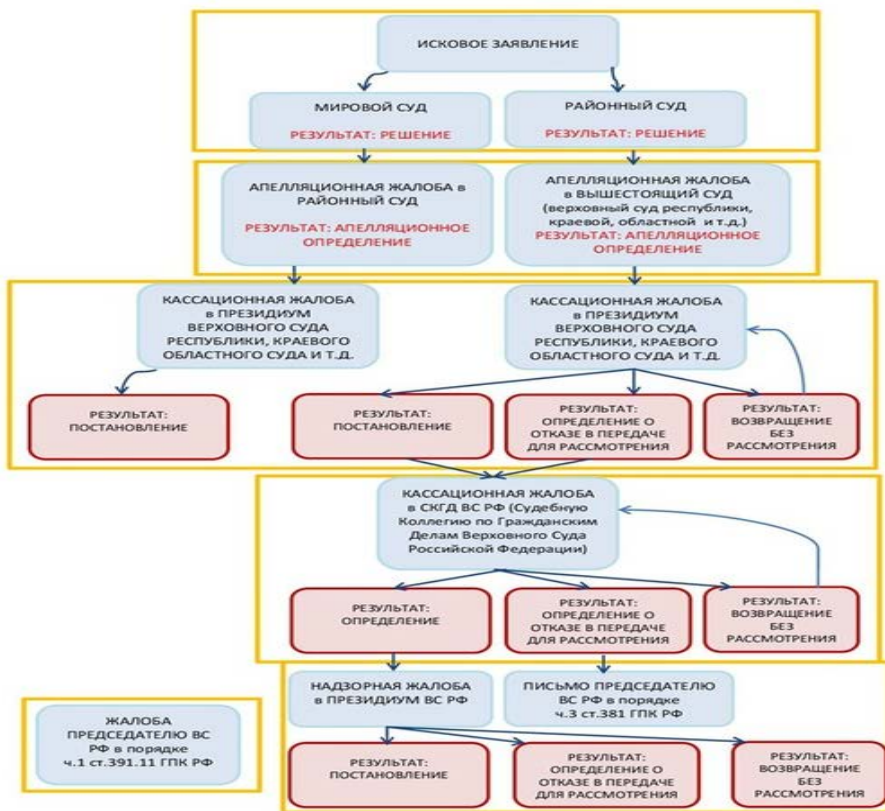 ИСКОВОЕ ЗАЯВЛЕНИЕ
МИРОВОЙ СУД
РЕЗУЛЬТАТ: РЕШЕНИЕ
РАЙОННЫЙ СУД
РЕЗУЛЬТАТ: РЕШЕНИЕ
АПЕЛЛЯЦИОННАЯ ЖАЛОБА в
РАЙОННЫЙ СУД
РЕЗУЛЬТАТ: АПЕЛЛЯЦИОННОЕ
ОПРЕДЕЛЕНИЕ
АПЕЛЛЯЦИОННАЯ ЖАЛОБА
в ВЫШЕСТОЯЩИЙ СУД
(верховный суд республики,
краевой, областной и т.д.)
РЕЗУЛЬТАТ: АПЕЛЛЯЦИОННОЕ
ОПРЕДЕЛЕНИЕ
КАССАЦИОННАЯ ЖАЛОБА
в ПРЕЗИДИУМ
ВЕРХОВНОГО СУДА
РЕСПУБЛИКИ, КРАЕВОГО
ОБЛАСТНОГО СУДА И Т.Д.
КАССАЦИОННАЯ ЖАЛОБА
в ПРЕЗИДИУМ
ВЕРХОВНОГО СУДА
РЕСПУБЛИКИ, КРАЕВОГО
ОБЛАСТНОГО СУДА И Т.Д.
РЕЗУЛЬТАТ:
ПОСТАНОВЛЕНИЕ
РЕЗУЛЬТАТ:
ПОСТАНОВЛЕНИЕ
РЕЗУЛЬТАТ:
ОПРЕДЕЛЕНИЕ О
ОТКАЗЕ В ПЕРЕДАЧЕ
ДЛЯ РАССМОТРЕНИЯ
РЕЗУЛЬТАТ:
ВОЗВРАЩЕНИЕ
БЕЗ
РАССМОТРЕНИЯ
КАССАЦИОННАЯ ЖАЛОБА
в СКГД ВС РФ (Судебную
Коллегию по Гражданским
Делам Верховного Суда
Российской Федерации)
РЕЗУЛЬТАТ:
ОПРЕДЕЛЕНИЕ
РЕЗУЛЬТАТ:
ОПРЕДЕЛЕНИЕ О
ОТКАЗЕ В ПЕРЕДАЧЕ
ДЛЯ РАССМОТРЕНИЯ
РЕЗУЛЬТАТ:
ВОЗВРАЩЕНИЕ
БЕЗ
РАССМОТРЕНИЯ
НАДЗОРНАЯ ЖАЛОБА
в ПРЕЗИДИУМ ВС РФ
ПИСЬМО ПРЕДСЕДАТЕЛЮ
ВС РФ в порядке
ч.3 ст.381 ГПК РФ
ЖАЛОБА
ПРЕДСЕДАТЕЛЮ ВС
РФ в порядке
ч.1 ст.391.11 ГПК РФ
РЕЗУЛЬТАТ:
ПОСТАНОВЛЕНИЕ
РЕЗУЛЬТАТ:
ОПРЕДЕЛЕНИЕ О
ОТКАЗЕ В ПЕРЕДАЧЕ
ДЛЯ РАССМОТРЕНИЯ
РЕЗУЛЬТАТ:
ВОЗВРАЩЕНИЕ
БЕЗ
РАССМОТРЕНИЯ